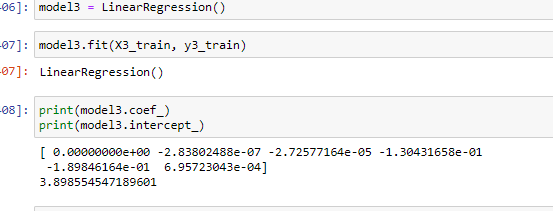 -06]: model3 = LinearRegression()
-07]: model3.fit(X3_train, y3_train)
-07]: LinearRegression()
-08]: print(model3.coef_)
print(model3.intercept_)
[ 0.00000000e+00 -2.83802488e-07 -2.72577164e-05 -1.30431658e-01
-1.89846164e-01  6.95723043e-04]
3.898554547189601